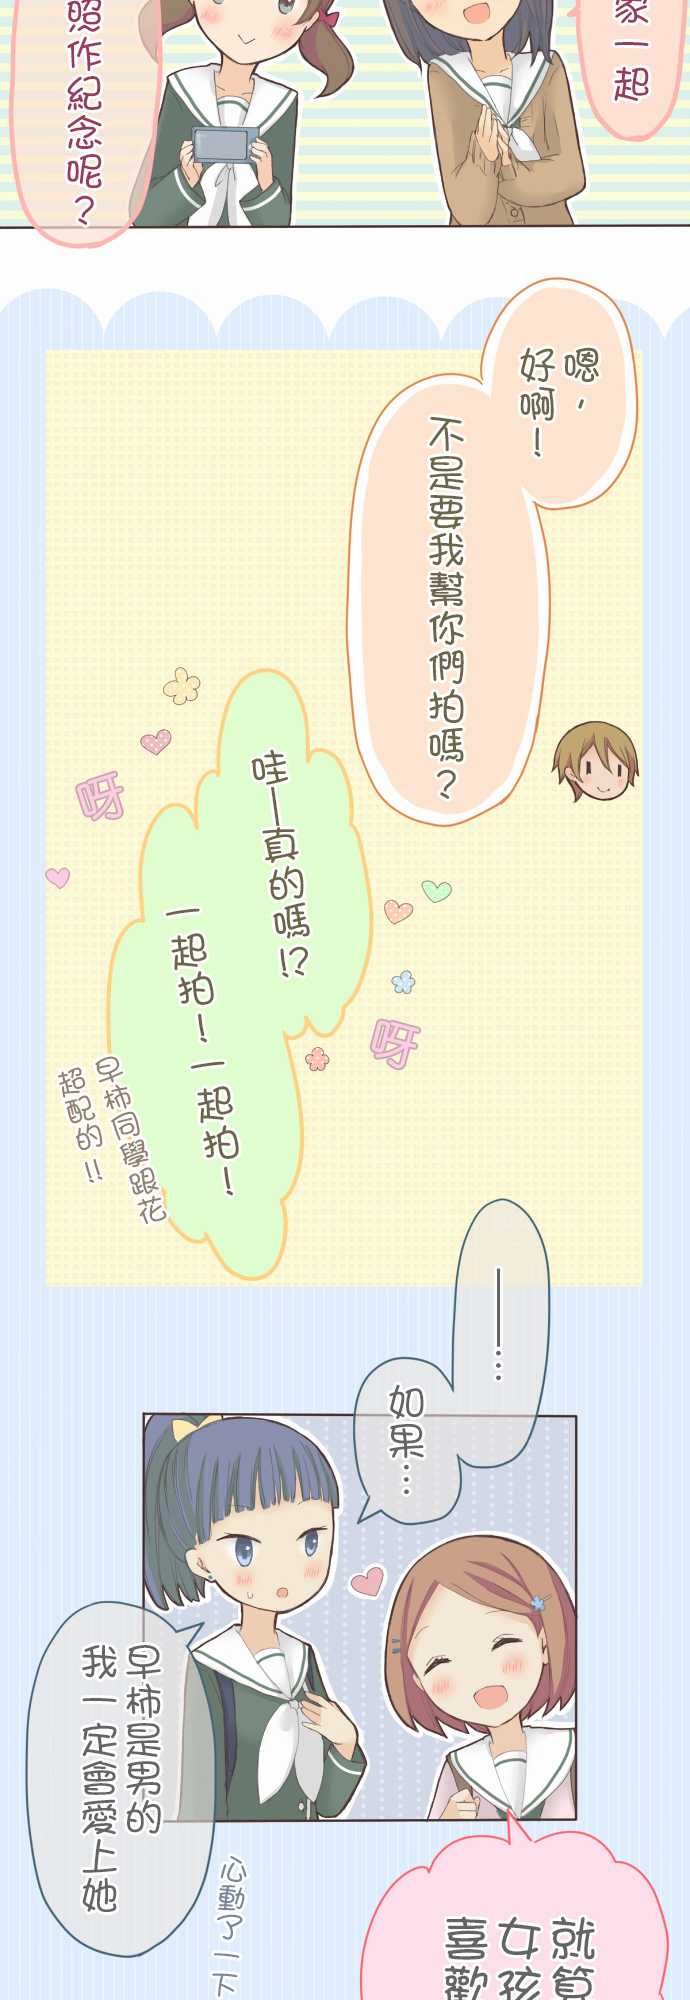 家一起
照作紀念呢？
嗯，
好啊！
不是要我幫你們拍嗎？
呀
哇—真的嗎!?
一起拍！一起拍！
呀
早柿同學跟花
超配的！！
——…
如果…
早柿是男的
我一定會愛上她
心動了一下
就算
女孩
喜歡